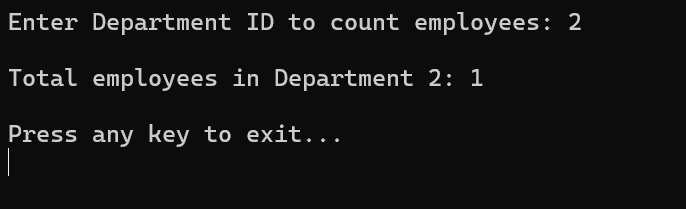 Enter Department ID to count employees: 2
Total employees in Department 2: 1
Press any key to exit...